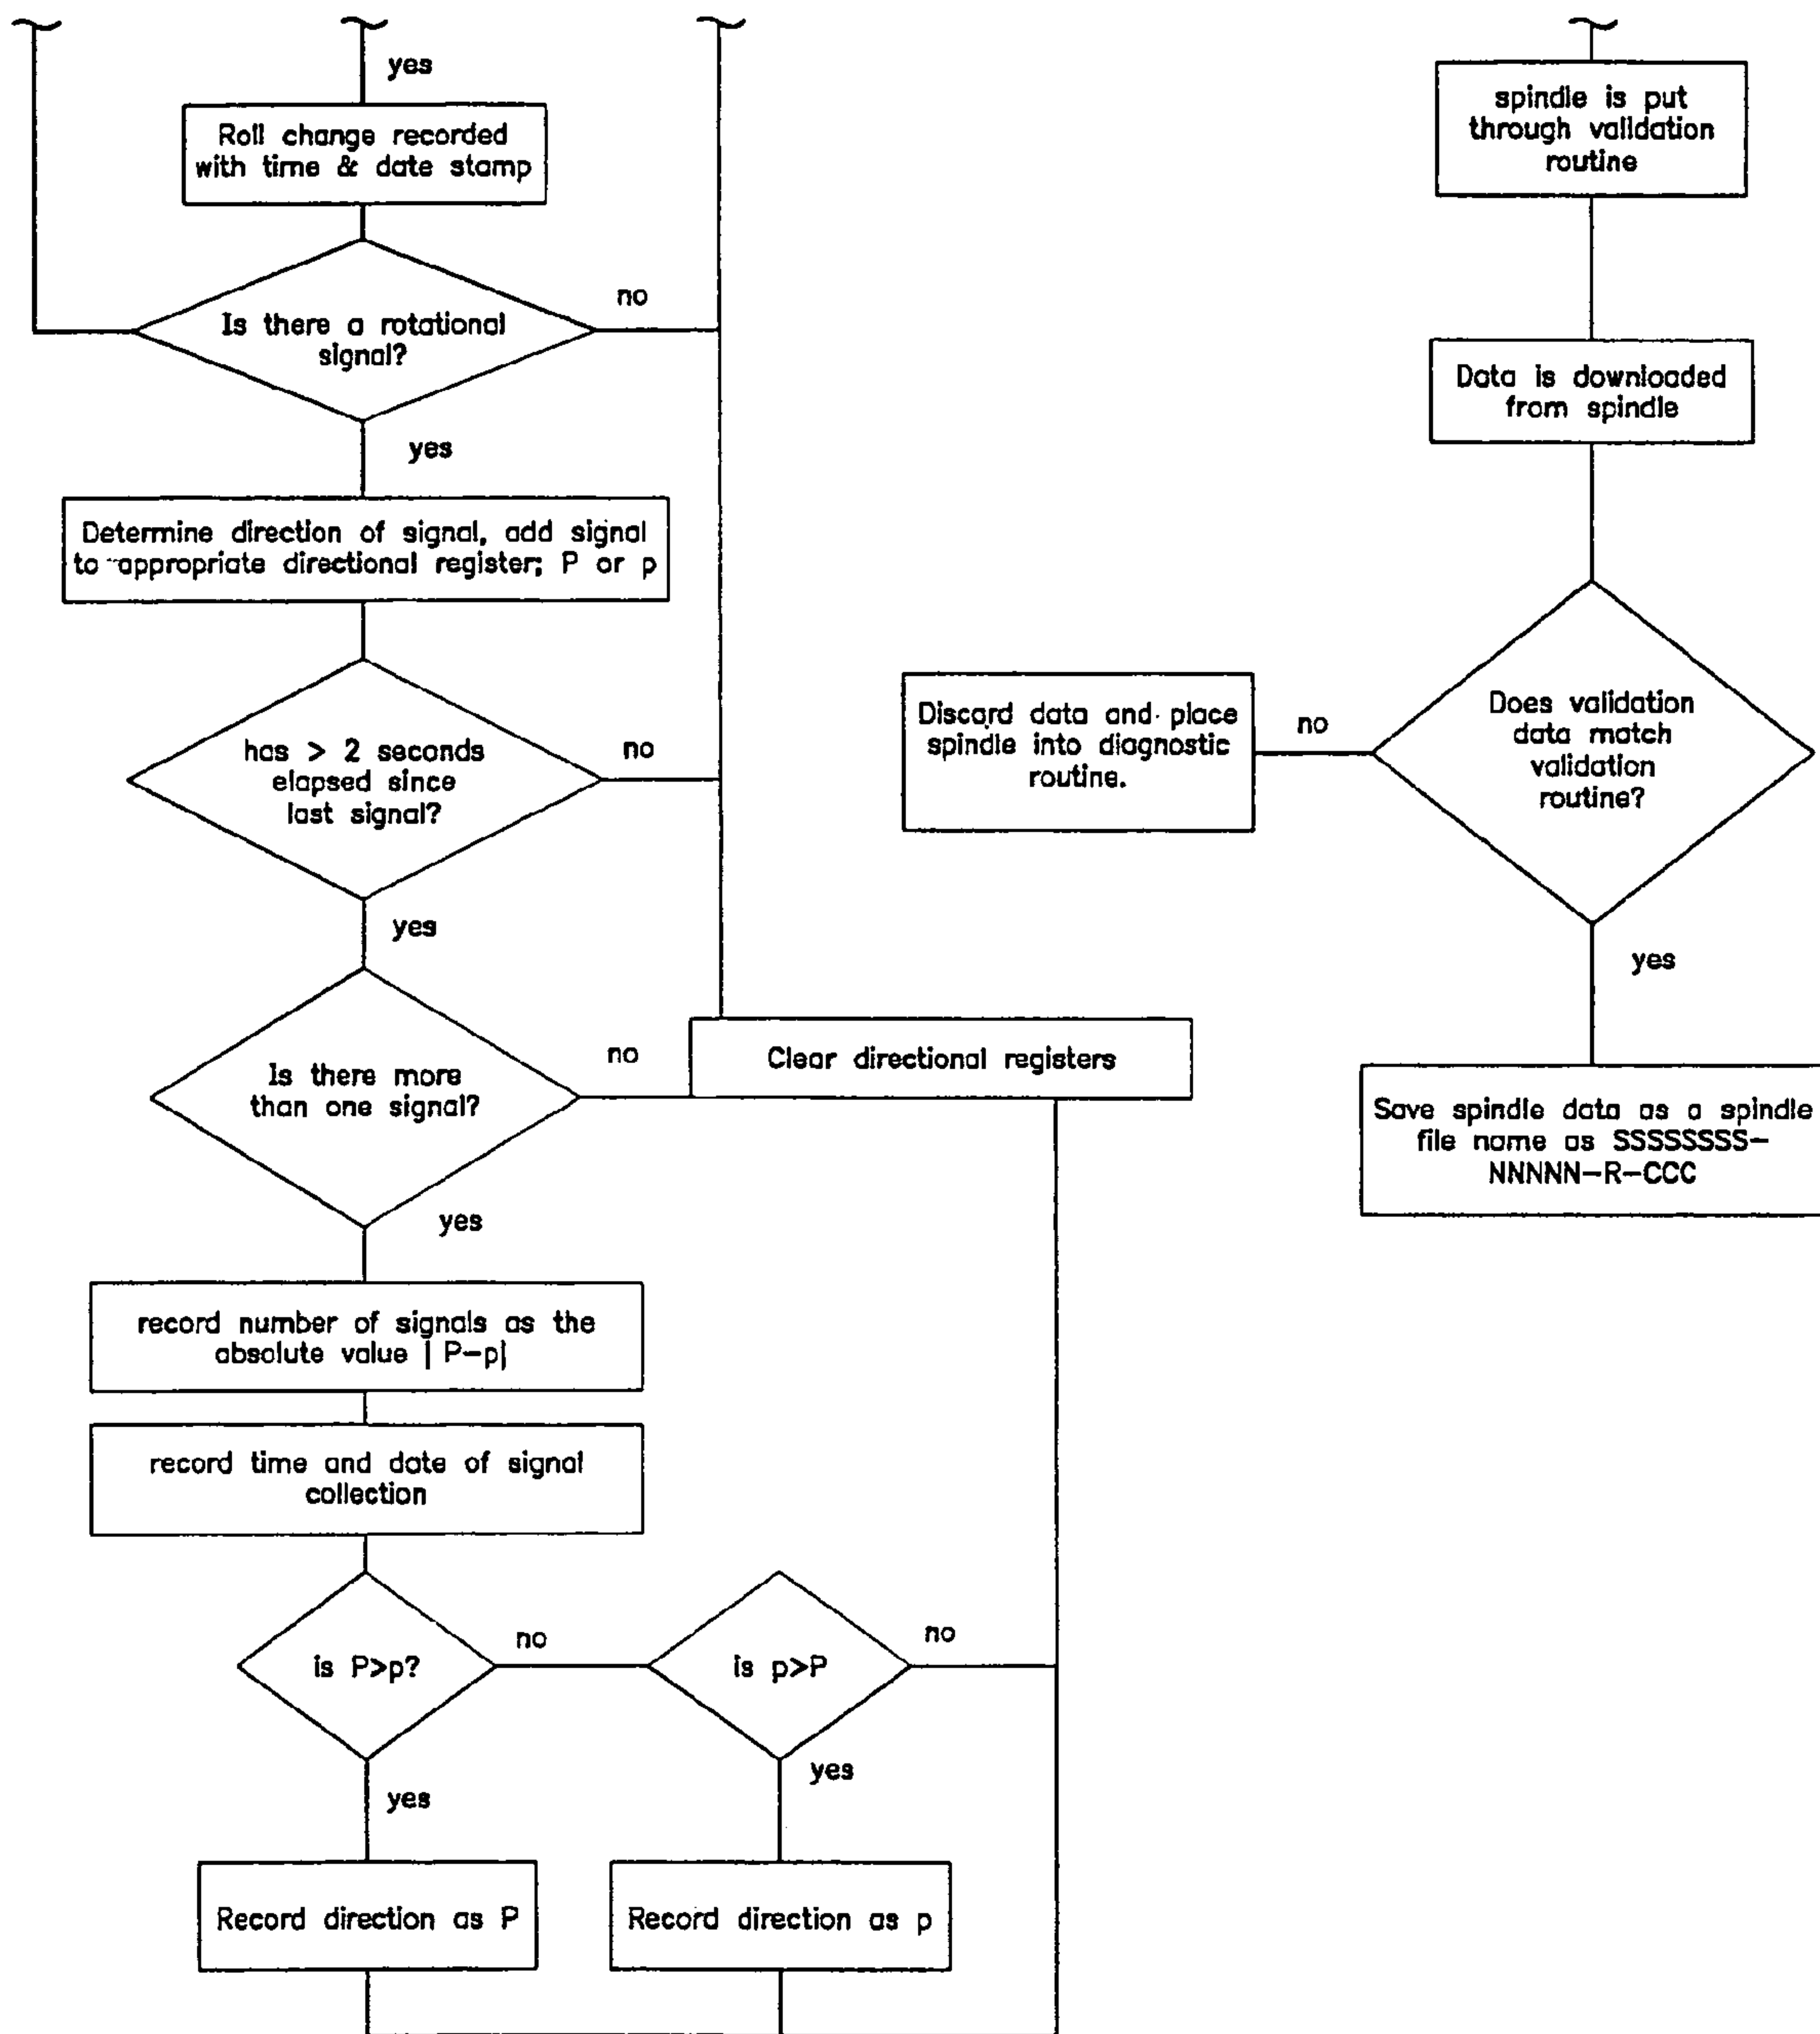 yes
Roll change recorded
with time & date stamp
Is there a rotational
signal?
no
yes
Determine direction of signal, add signal
to appropriate directional register; P or p
has > 2 seconds
elapsed since
last signal?
no
yes
Is there more
than one signal?
no
Clear directional registers
yes
record number of signals as the
absolute value | P-p|
record time and date of signal
collection
is P>p?
no
is p>P
no
yes
yes
Record direction as P
Record direction as p
spindle is put
through validation
routine
Data is downloaded
from spindle
Does validation
data match
validation
routine?
no
Discard data and place
spindle into diagnostic
routine.
yes
Save spindle data as a spindle
file name as SSSSSSSS-
NNNNN-R-CCC